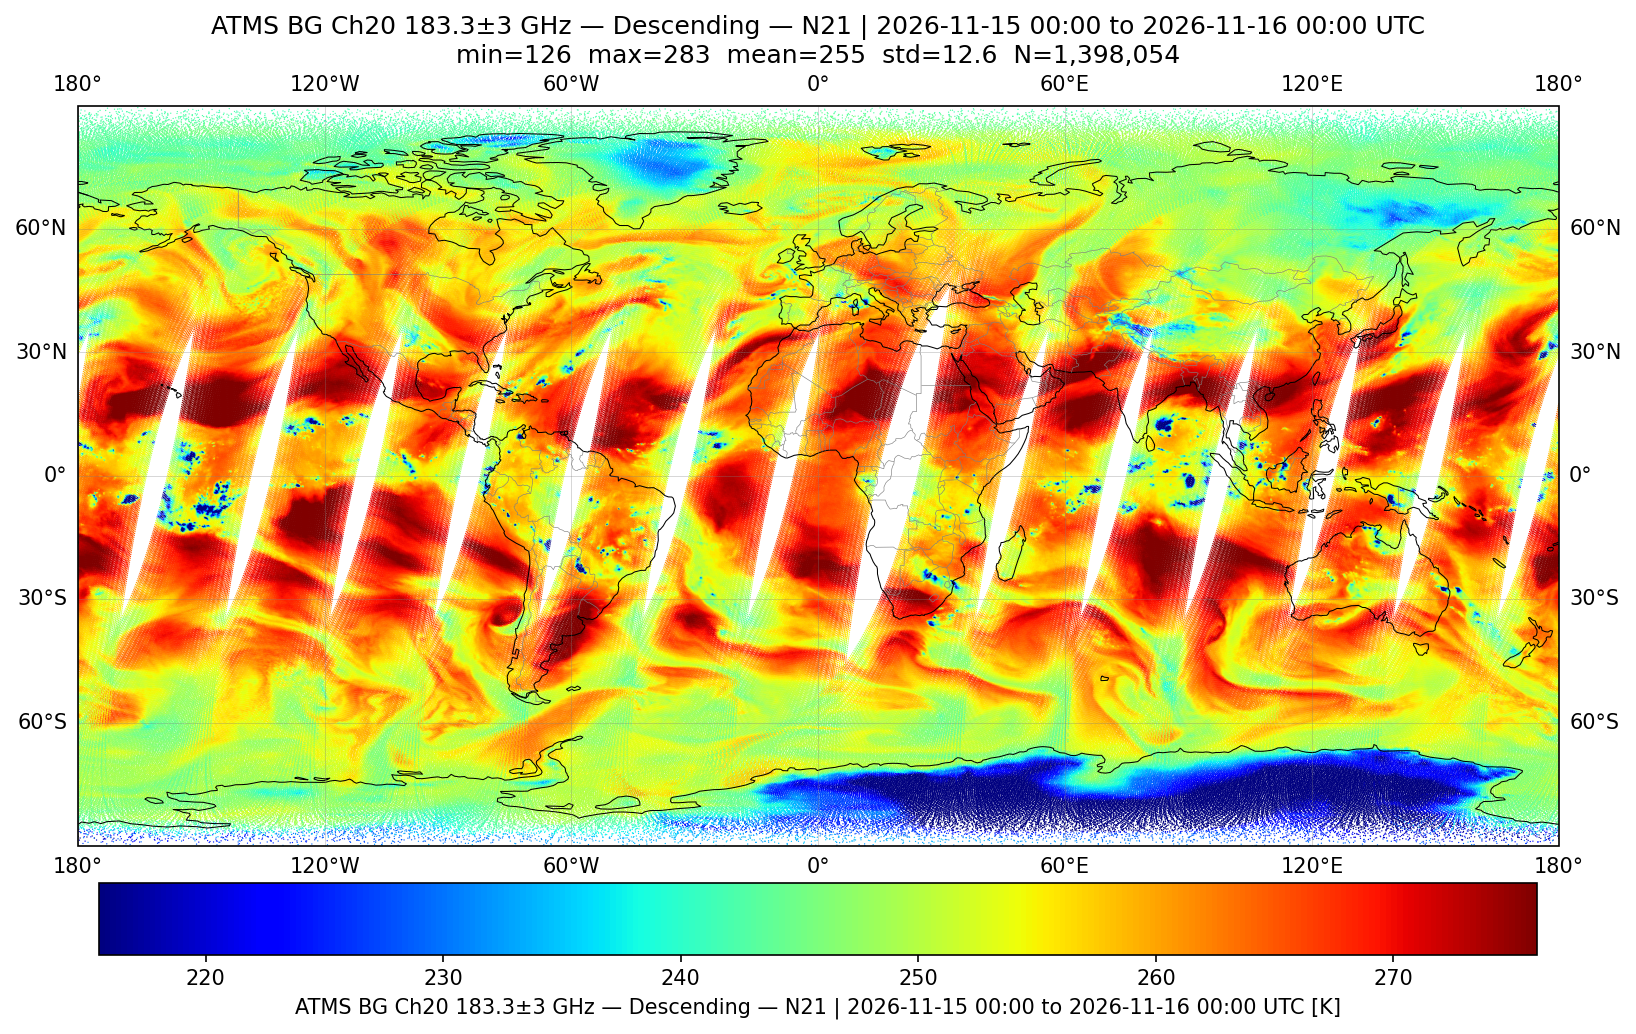 ATMS BG Ch20 183.3±3 GHz — Descending — N21 | 2026-11-15 00:00 to 2026-11-16 00:00 UTC
min=126 max=283 mean=255 std=12.6 N=1,398,054
180° 120°W 60°W 0° 60°E 120°E 180°
60°N 60°N
30°N 30°N
0° 0°
30°S 30°S
60°S 60°S
180° 120°W 60°W 0° 60°E 120°E 180°
220 230 240 250 260 270
ATMS BG Ch20 183.3±3 GHz — Descending — N21 | 2026-11-15 00:00 to 2026-11-16 00:00 UTC [K]